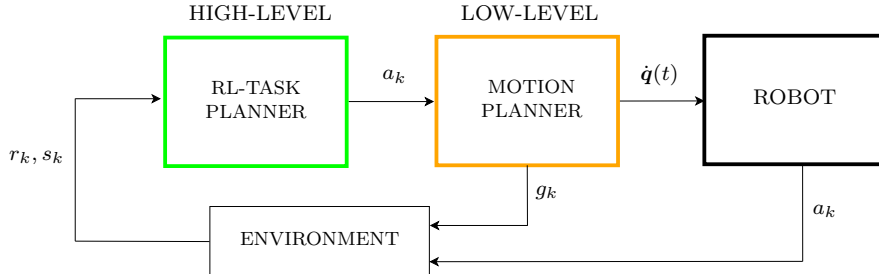 HIGH-LEVEL
LOW-LEVEL
RL-TASK
PLANNER
a_k
MOTION
PLANNER
q̇(t)
ROBOT
r_k, s_k
g_k
a_k
ENVIRONMENT